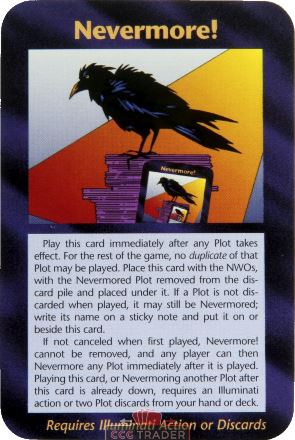 Nevermore!
Nevermore!
Play this card immediately after any Plot takes
effect. For the rest of the game, no duplicate of that
Plot may be played. Place this card with the NWOs,
with the Nevermored Plot removed from the dis-
card pile and placed under it. If a Plot is not dis-
carded when played, it may still be Nevermored;
write its name on a sticky note and put it on or
beside this card.
If not canceled when first played, Nevermore!
cannot be removed, and any player can then
Nevermore any Plot immediately after it is played.
Playing this card, or Nevermoring another Plot after
this card is already down, requires an Illuminati
action or two Plot discards from your hand or deck.
Requires Illuminati Action or Discards
CCG TRADER